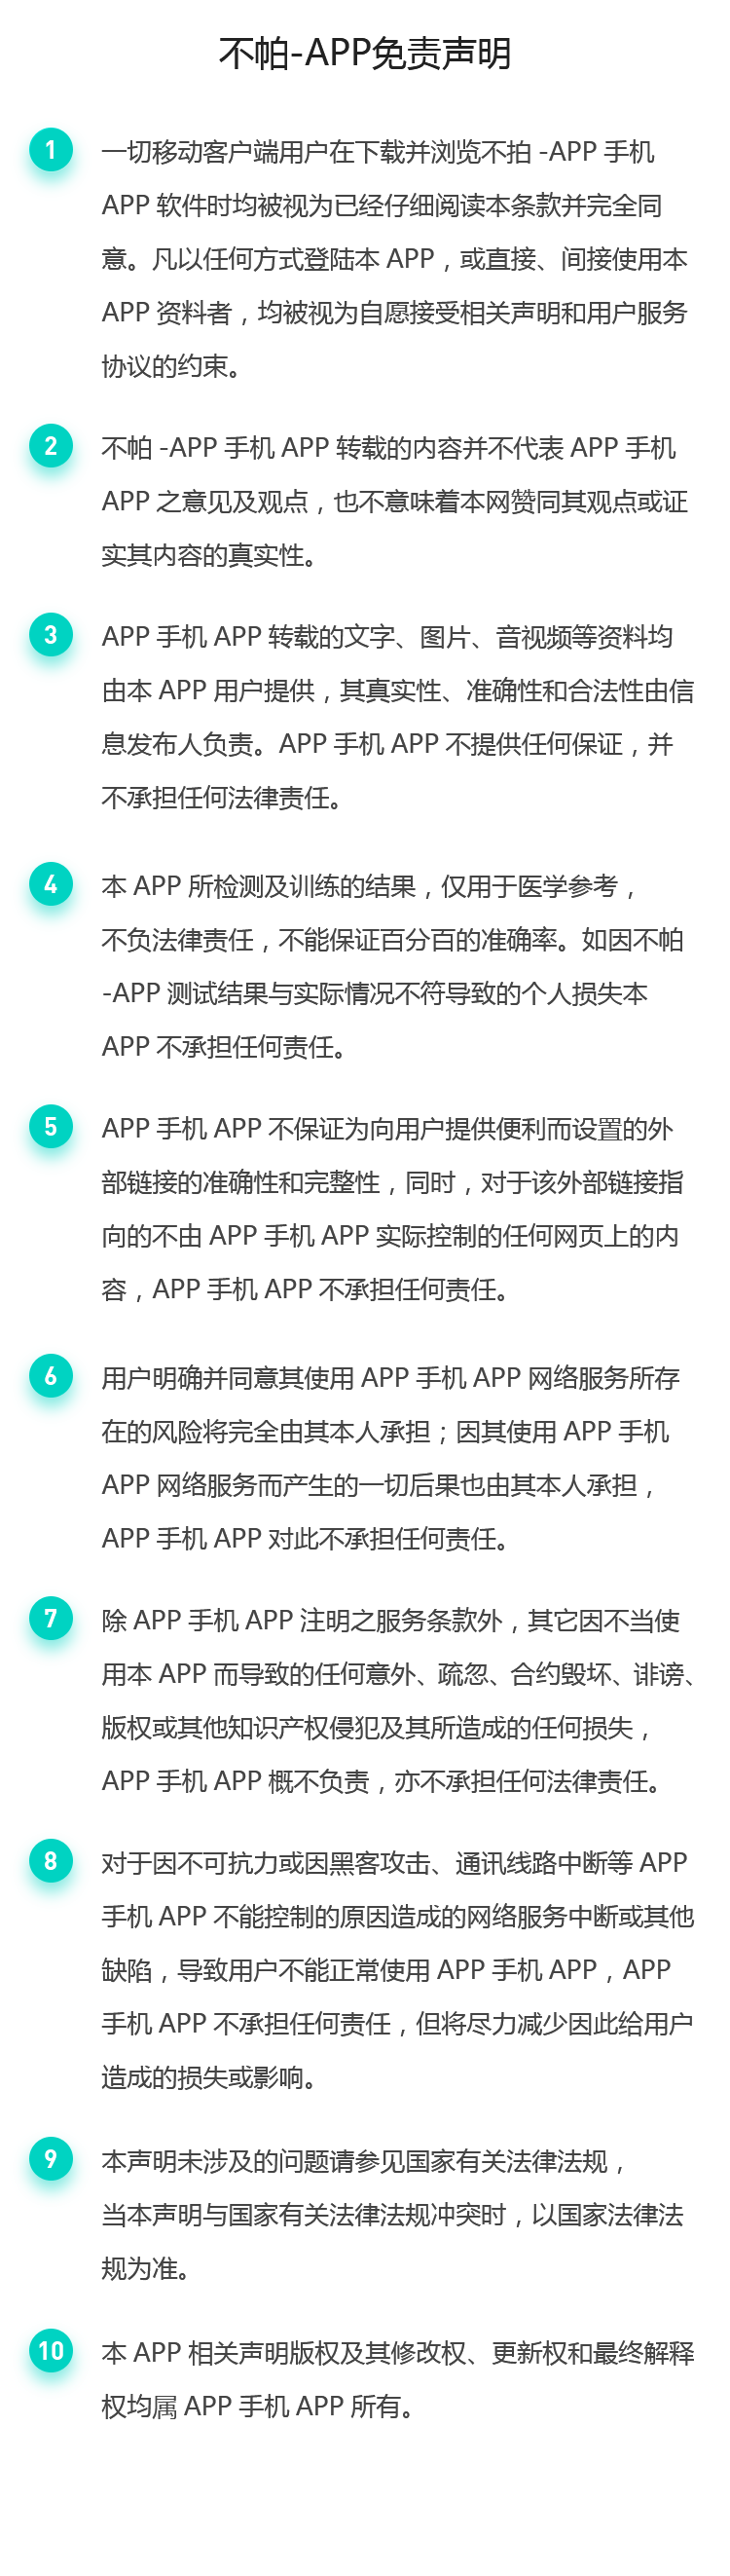 不帕-APP免责声明
1 一切移动客户端用户在下载并浏览不拍 -APP 手机
APP 软件时均被视为已经仔细阅读本条款并完全同
意。凡以任何方式登陆本 APP，或直接、间接使用本
APP 资料者，均被视为自愿接受相关声明和用户服务
协议的约束。
2 不帕 -APP 手机 APP 转载的内容并不代表 APP 手机
APP 之意见及观点，也不意味着本网赞同其观点或证
实其内容的真实性。
3 APP 手机 APP 转载的文字、图片、音视频等资料均
由本 APP 用户提供，其真实性、准确性和合法性由信
息发布人负责。APP 手机 APP 不提供任何保证，并
不承担任何法律责任。
4 本 APP 所检测及训练的结果，仅用于医学参考，
不负法律责任，不能保证百分百的准确率。如因不帕
-APP 测试结果与实际情况不符导致的个人损失本
APP 不承担任何责任。
5 APP 手机 APP 不保证为向用户提供便利而设置的外
部链接的准确性和完整性，同时，对于该外部链接指
向的不由 APP 手机 APP 实际控制的任何网页上的内
容，APP 手机 APP 不承担任何责任。
6 用户明确并同意其使用 APP 手机 APP 网络服务所存
在的风险将完全由其本人承担；因其使用 APP 手机
APP 网络服务而产生的一切后果也由其本人承担，
APP 手机 APP 对此不承担任何责任。
7 除 APP 手机 APP 注明之服务条款外，其它因不当使
用本 APP 而导致的任何意外、疏忽、合约毁坏、诽谤、
版权或其他知识产权侵犯及其所造成的任何损失，
APP 手机 APP 概不负责，亦不承担任何法律责任。
8 对于因不可抗力或因黑客攻击、通讯线路中断等 APP
手机 APP 不能控制的原因造成的网络服务中断或其他
缺陷，导致用户不能正常使用 APP 手机 APP，APP
手机 APP 不承担任何责任，但将尽力减少因此给用户
造成的损失或影响。
9 本声明未涉及的问题请参见国家有关法律法规，
当本声明与国家有关法律法规冲突时，以国家法律法
规为准。
10 本 APP 相关声明版权及其修改权、更新权和最终解释
权均属 APP 手机 APP 所有。